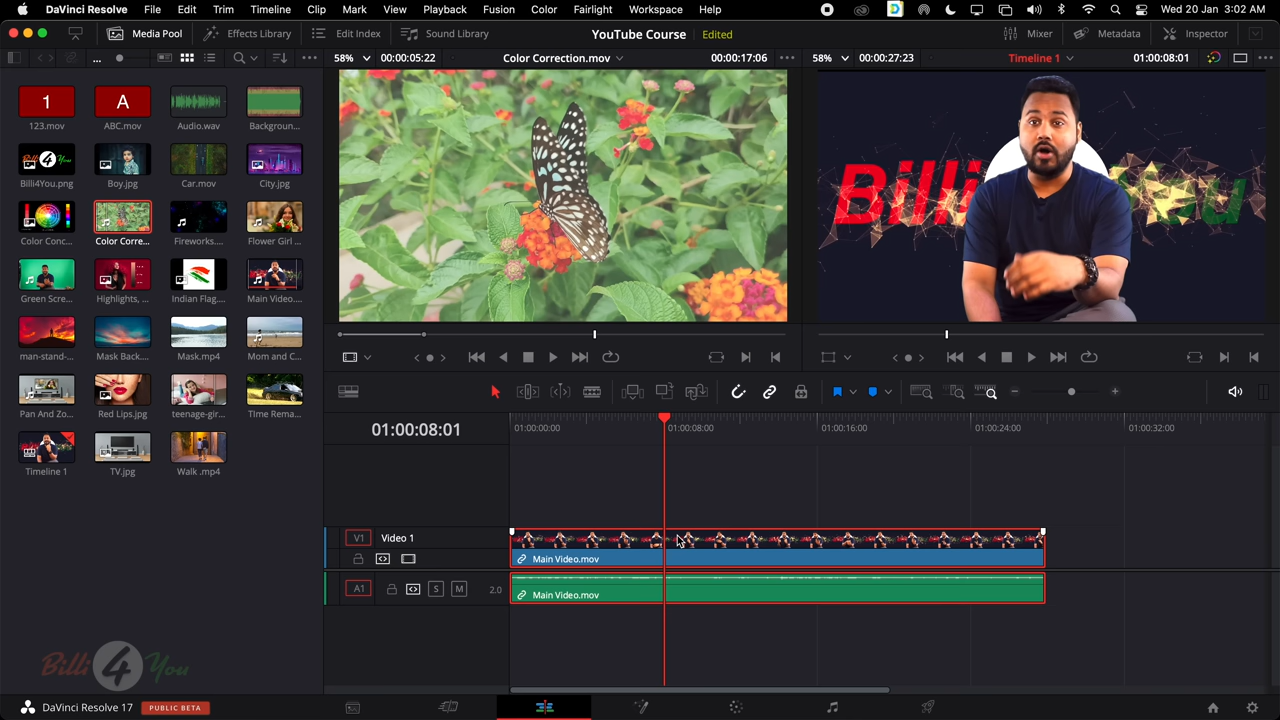 DaVinci Resolve File Edit Trim Timeline Clip Mark View Playback Fusion Color Fairlight Workspace Help Wed 20 Jan 3:02 AM
Media Pool Effects Library Edit Index Sound Library YouTube Course Edited Mixer Metadata Inspector
... 58% 00:00:05:22 Color Correction.mov 00:00:17:06 ... 58% 00:00:27:23 Timeline 1 01:00:08:01 ...
1 A
123.mov ABC.mov Audio.wav Backgroun...
Billi 4 You
Billi4You.png Boy.jpg Car.mov City.jpg
Color Conc... Color Corre... Fireworks.... Flower Girl ...
Green Scre... Highlights, ... Indian Flag.... Main Video....
man-stand-... Mask Back.... Mask.mp4 Mom and C...
Pan And Zo... Red Lips.jpg teenage-gir... TIme Rema...
Timeline 1 TV.jpg Walk .mp4
Billi
01:00:08:01
01:00:00:00 01:00:08:00 01:00:16:00 01:00:24:00 01:00:32:00
V1 Video 1
Main Video.mov
A1 S M 2.0
Main Video.mov
Billi 4 You
DaVinci Resolve 17 PUBLIC BETA